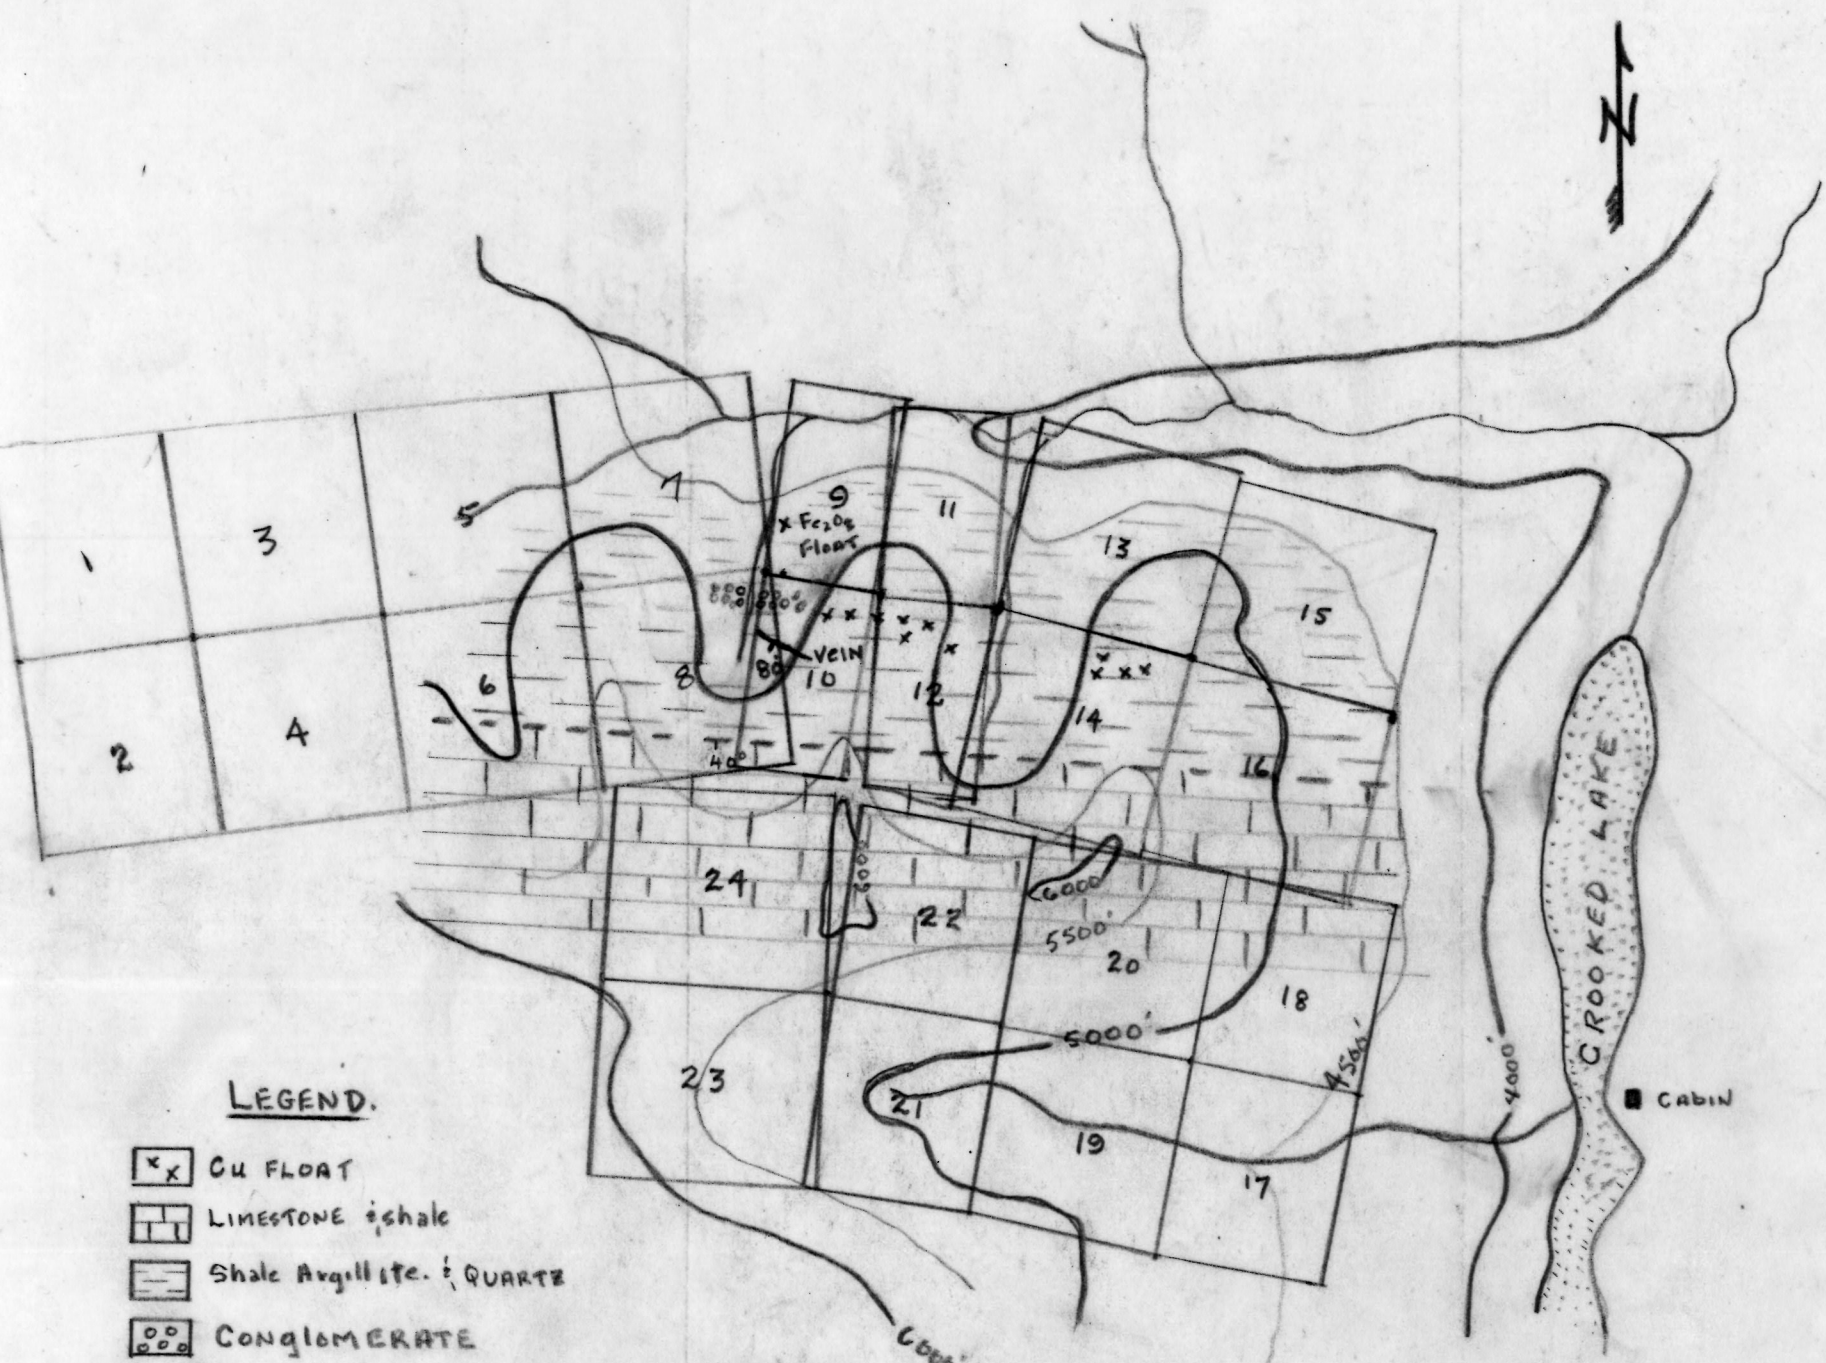 N
7
9
11
5
3
1
x Fe2O3
FLOAT
13
15
6
8
80°
VEIN
10
12
4
2
14
40°
16
24
6000
22
6000'
5500'
20
18
5000'
4500'
4000'
CROOKED LAKE
CABIN
23
21
19
17
LEGEND.
Cu FLOAT
LIMESTONE & shale
Shale Argillite. & QUARTZ
CONglOMERATE